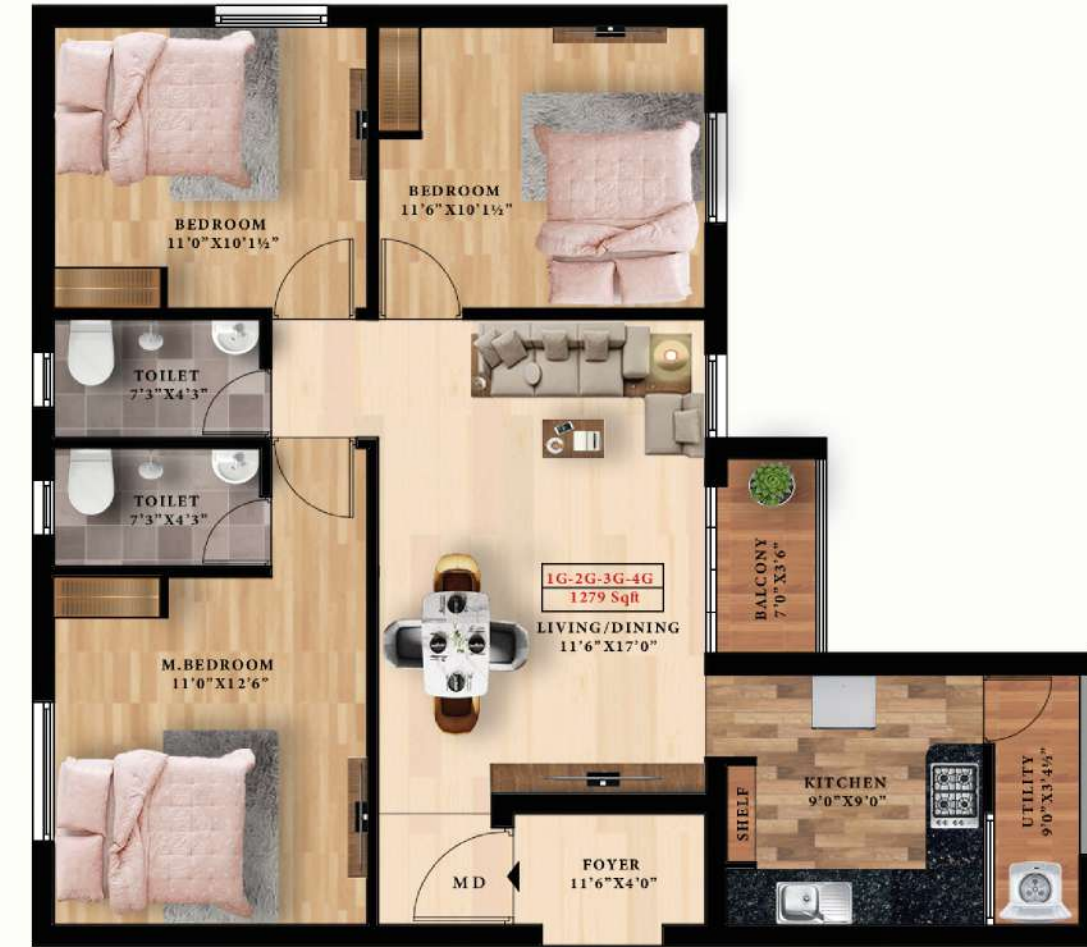 BEDROOM
11'6"X10'1½"
BEDROOM
11'0"X10'1½"
TOILET
7'3"X4'3"
TOILET
7'3"X4'3"
BALCONY
7'0"X3'6"
1G-2G-3G-4G
1279 Sqft
LIVING/DINING
11'6"X17'0"
M.BEDROOM
11'0"X12'6"
KITCHEN
9'0"X9'0"
SHELF
UTILITY
9'0"X3'4½"
FOYER
11'6"X4'0"
MD